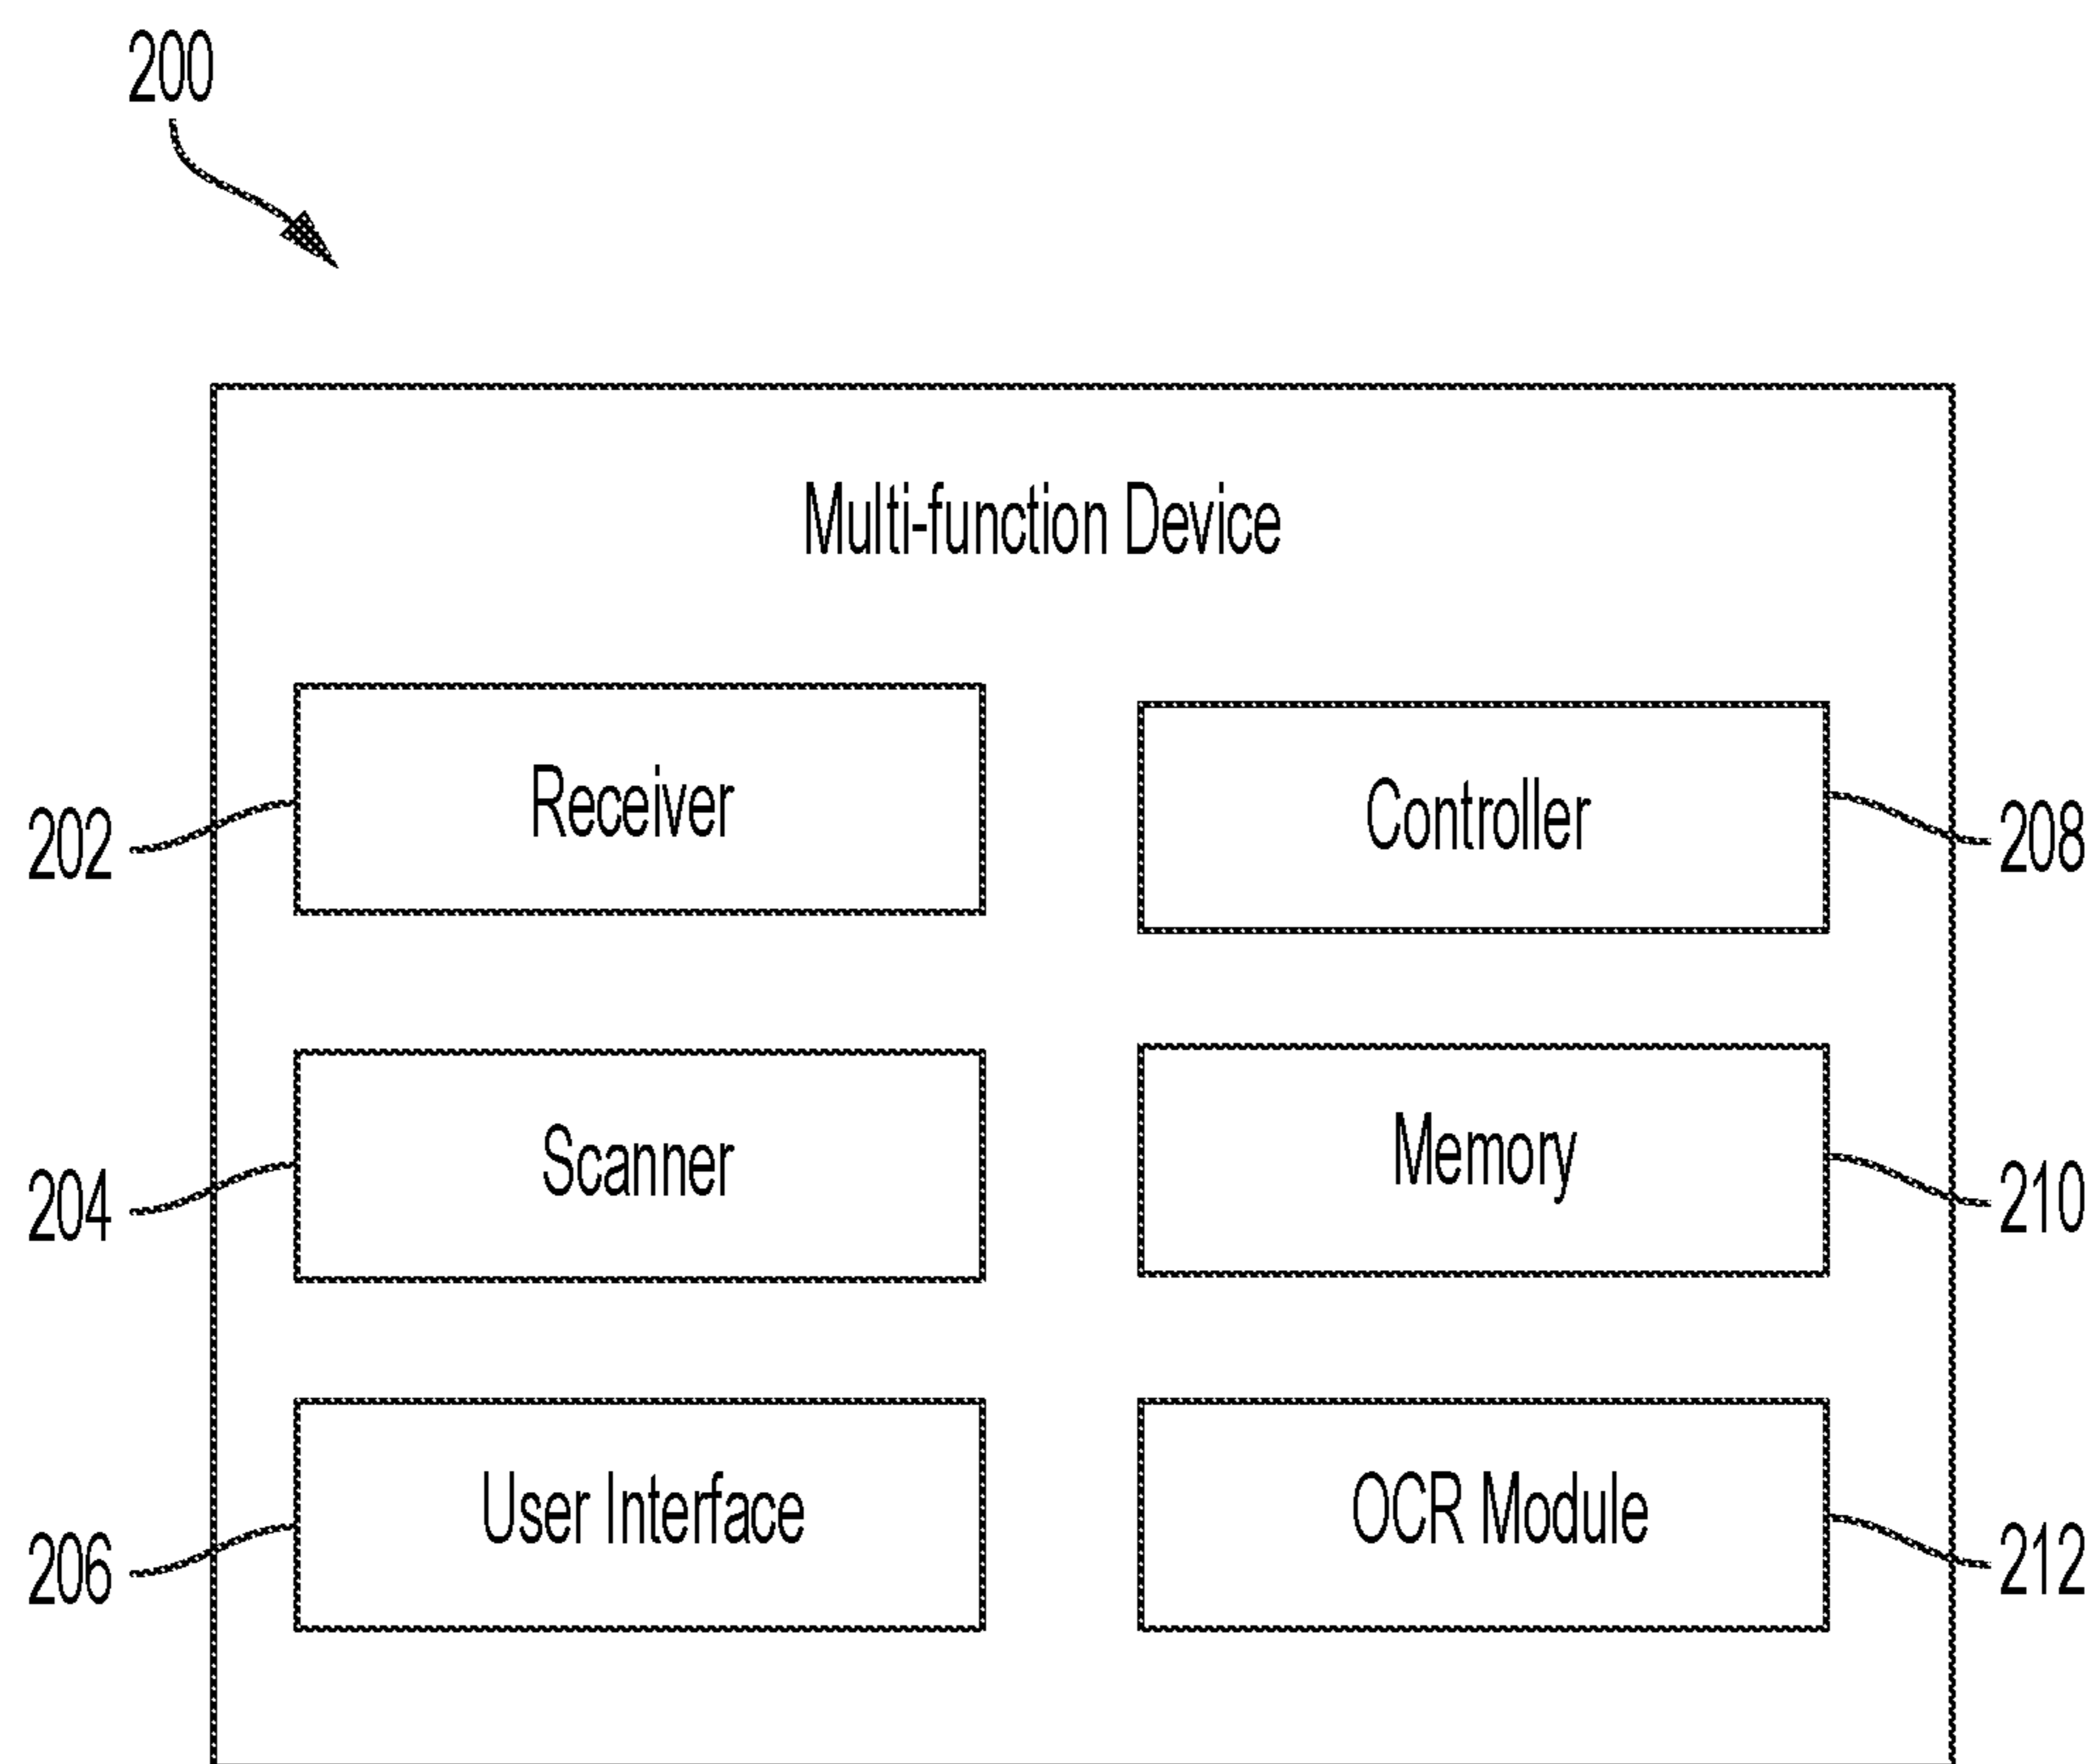 200
Multi-function Device
Receiver
Controller
202
208
Scanner
Memory
204
210
User Interface
OCR Module
206
212